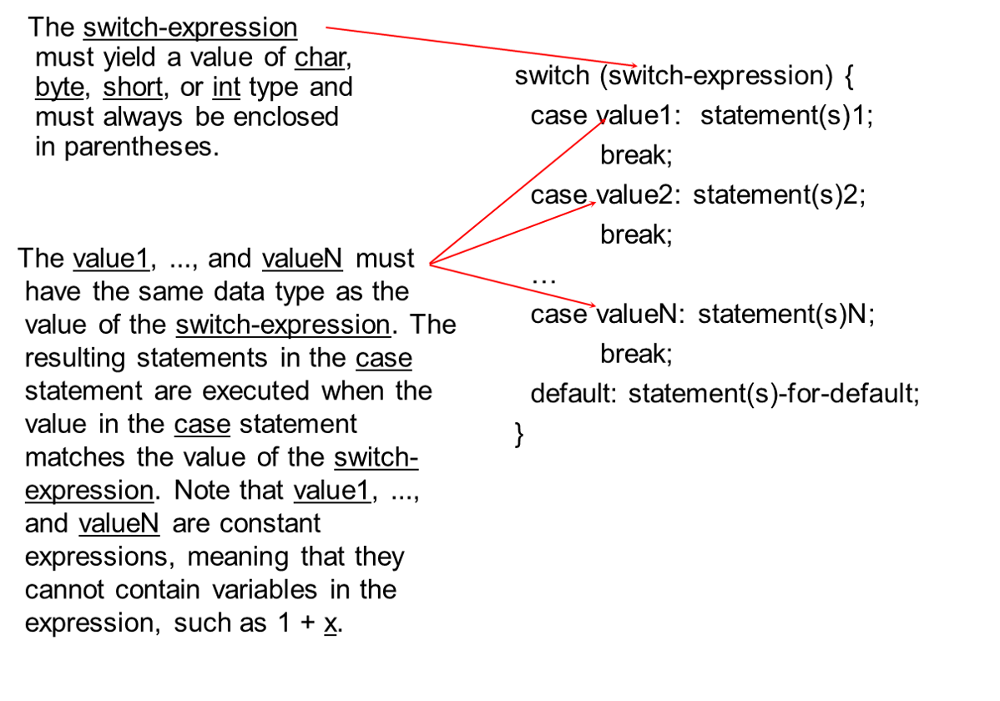 The switch-expression
must yield a value of char,
byte, short, or int type and
must always be enclosed
in parentheses.
The value1, ..., and valueN must
have the same data type as the
value of the switch-expression. The
resulting statements in the case
statement are executed when the
value in the case statement
matches the value of the switch-
expression. Note that value1, ...,
and valueN are constant
expressions, meaning that they
cannot contain variables in the
expression, such as 1 + x.
switch (switch-expression) {
case value1: statement(s)1;
break;
case value2: statement(s)2;
break;
…
case valueN: statement(s)N;
break;
default: statement(s)-for-default;
}